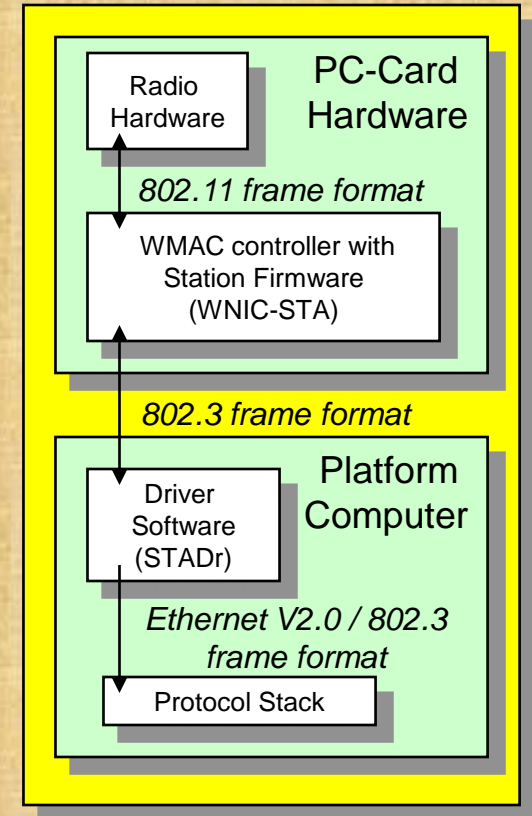 PC-Card
Hardware
Radio
Hardware
802.11 frame format
WMAC controller with
Station Firmware
(WNIC-STA)
802.3 frame format
Platform
Computer
Driver
Software
(STADr)
Ethernet V2.0 / 802.3
frame format
Protocol Stack